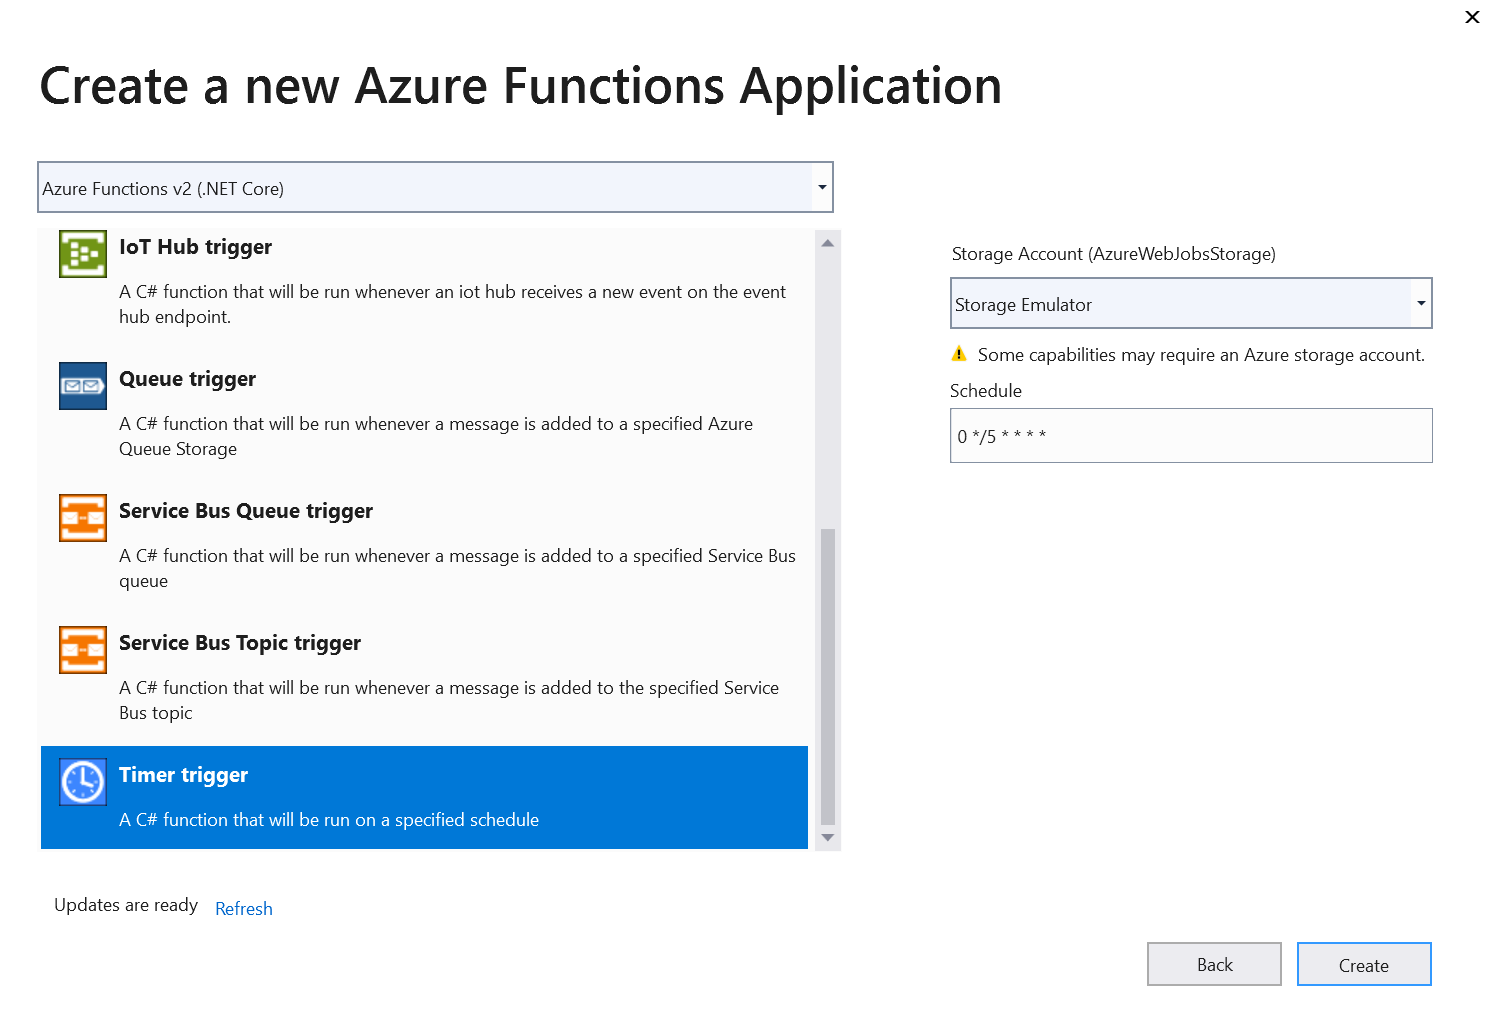 Create a new Azure Functions Application
Azure Functions v2 (.NET Core)
IoT Hub trigger
A C# function that will be run whenever an iot hub receives a new event on the event
hub endpoint.
Queue trigger
A C# function that will be run whenever a message is added to a specified Azure
Queue Storage
Service Bus Queue trigger
A C# function that will be run whenever a message is added to a specified Service Bus
queue
Service Bus Topic trigger
A C# function that will be run whenever a message is added to the specified Service
Bus topic
Timer trigger
A C# function that will be run on a specified schedule
Storage Account (AzureWebJobsStorage)
Storage Emulator
Some capabilities may require an Azure storage account.
Schedule
0 */5 * * * *
Updates are ready
Refresh
Back
Create